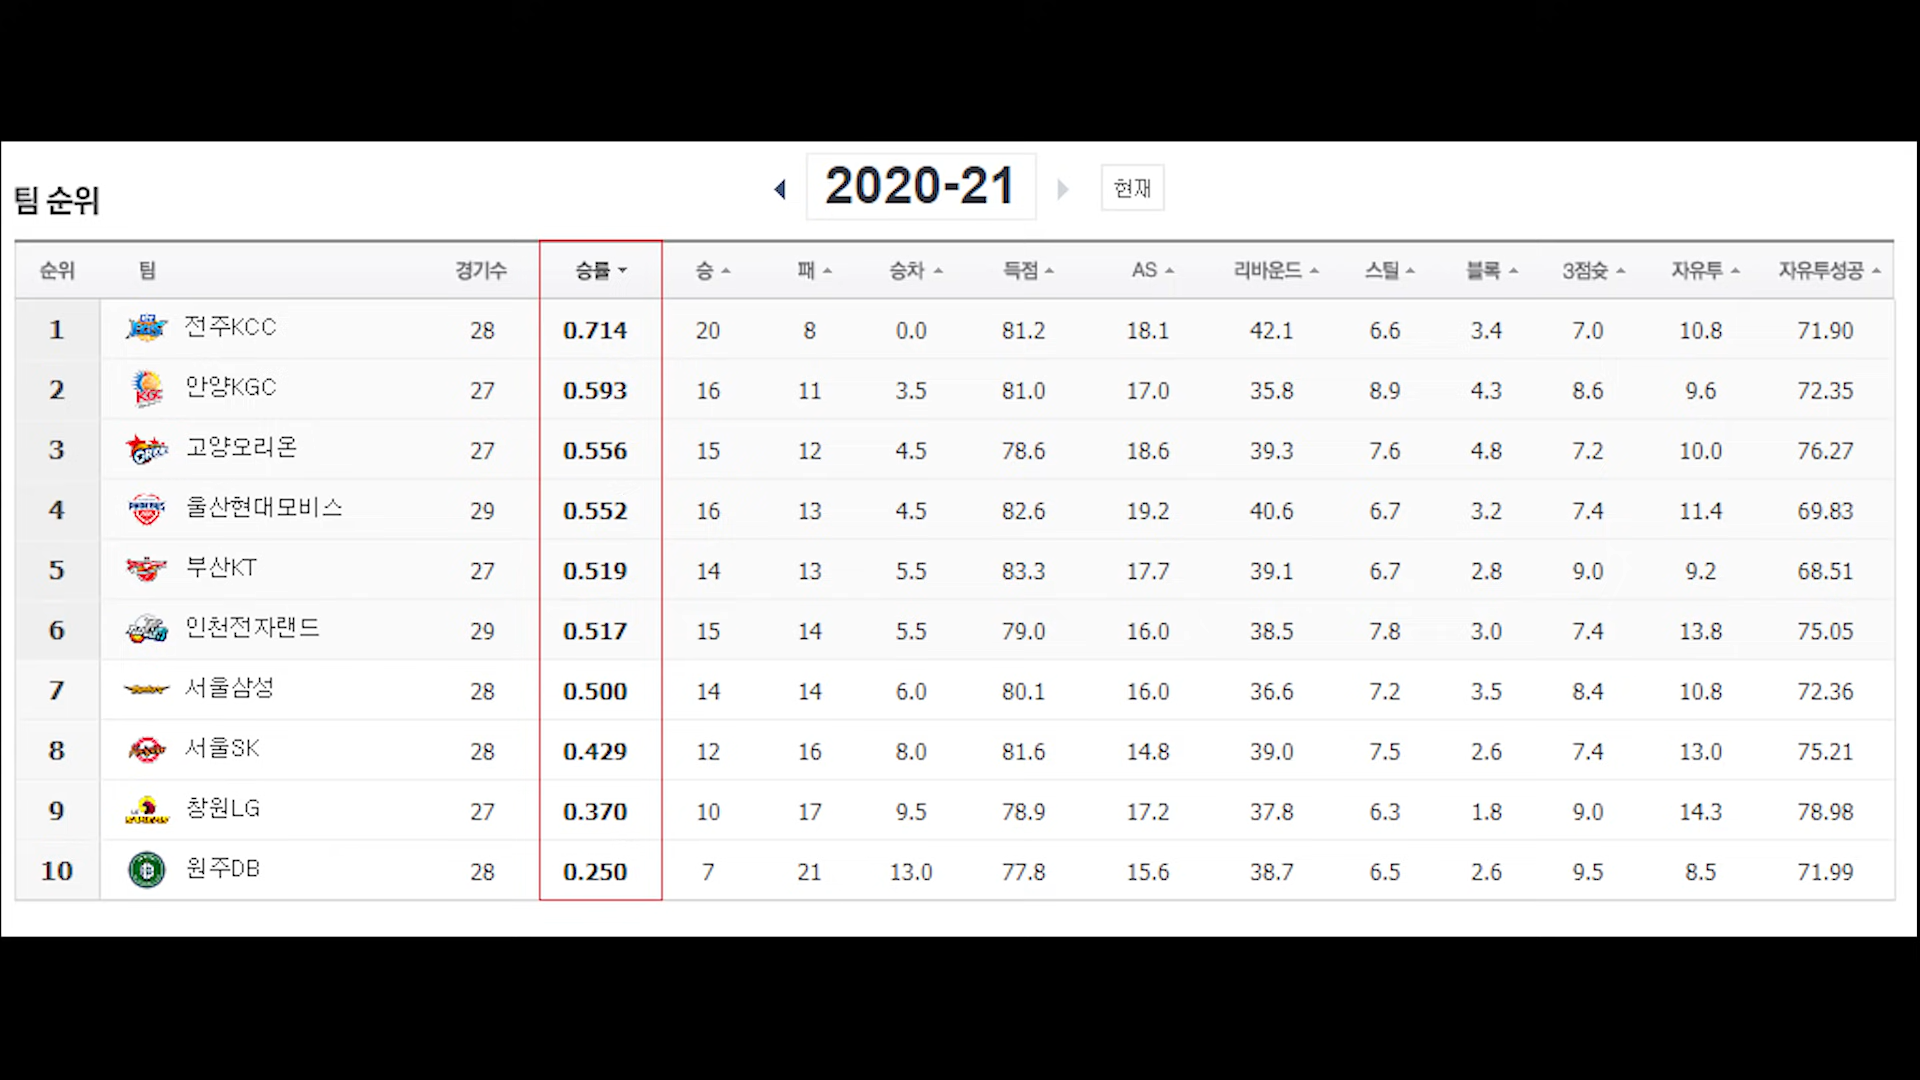 2020-21
현재
팀 순위
순위 팀 경기수 승률 승 패 승차 득점 AS 리바운드 스틸 블록 3점슛 자유투 자유투성공
1 전주KCC 28 0.714 20 8 0.0 81.2 18.1 42.1 6.6 3.4 7.0 10.8 71.90
2 안양KGC 27 0.593 16 11 3.5 81.0 17.0 35.8 8.9 4.3 8.6 9.6 72.35
3 고양오리온 27 0.556 15 12 4.5 78.6 18.6 39.3 7.6 4.8 7.2 10.0 76.27
4 울산현대모비스 29 0.552 16 13 4.5 82.6 19.2 40.6 6.7 3.2 7.4 11.4 69.83
5 부산KT 27 0.519 14 13 5.5 83.3 17.7 39.1 6.7 2.8 9.0 9.2 68.51
6 인천전자랜드 29 0.517 15 14 5.5 79.0 16.0 38.5 7.8 3.0 7.4 13.8 75.05
7 서울삼성 28 0.500 14 14 6.0 80.1 16.0 36.6 7.2 3.5 8.4 10.8 72.36
8 서울SK 28 0.429 12 16 8.0 81.6 14.8 39.0 7.5 2.6 7.4 13.0 75.21
9 창원LG 27 0.370 10 17 9.5 78.9 17.2 37.8 6.3 1.8 9.0 14.3 78.98
10 원주DB 28 0.250 7 21 13.0 77.8 15.6 38.7 6.5 2.6 9.5 8.5 71.99